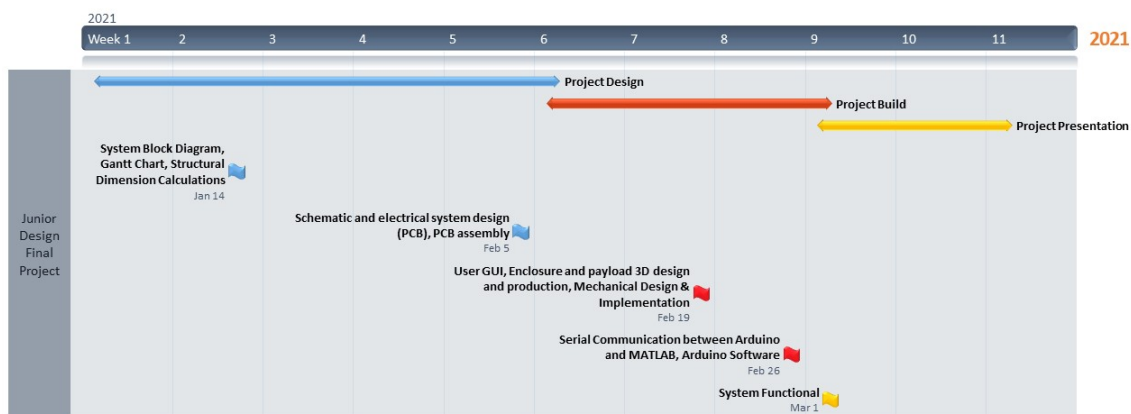 2021
Week 1 2 3 4 5 6 7 8 9 10 11 2021
Project Design
Project Build
Project Presentation
System Block Diagram,
Gantt Chart, Structural
Dimension Calculations
Jan 14
Junior
Design
Final
Project
Schematic and electrical system design
(PCB), PCB assembly
Feb 5
User GUI, Enclosure and payload 3D design
and production, Mechanical Design &
Implementation
Feb 19
Serial Communication between Arduino
and MATLAB, Arduino Software
Feb 26
System Functional
Mar 1